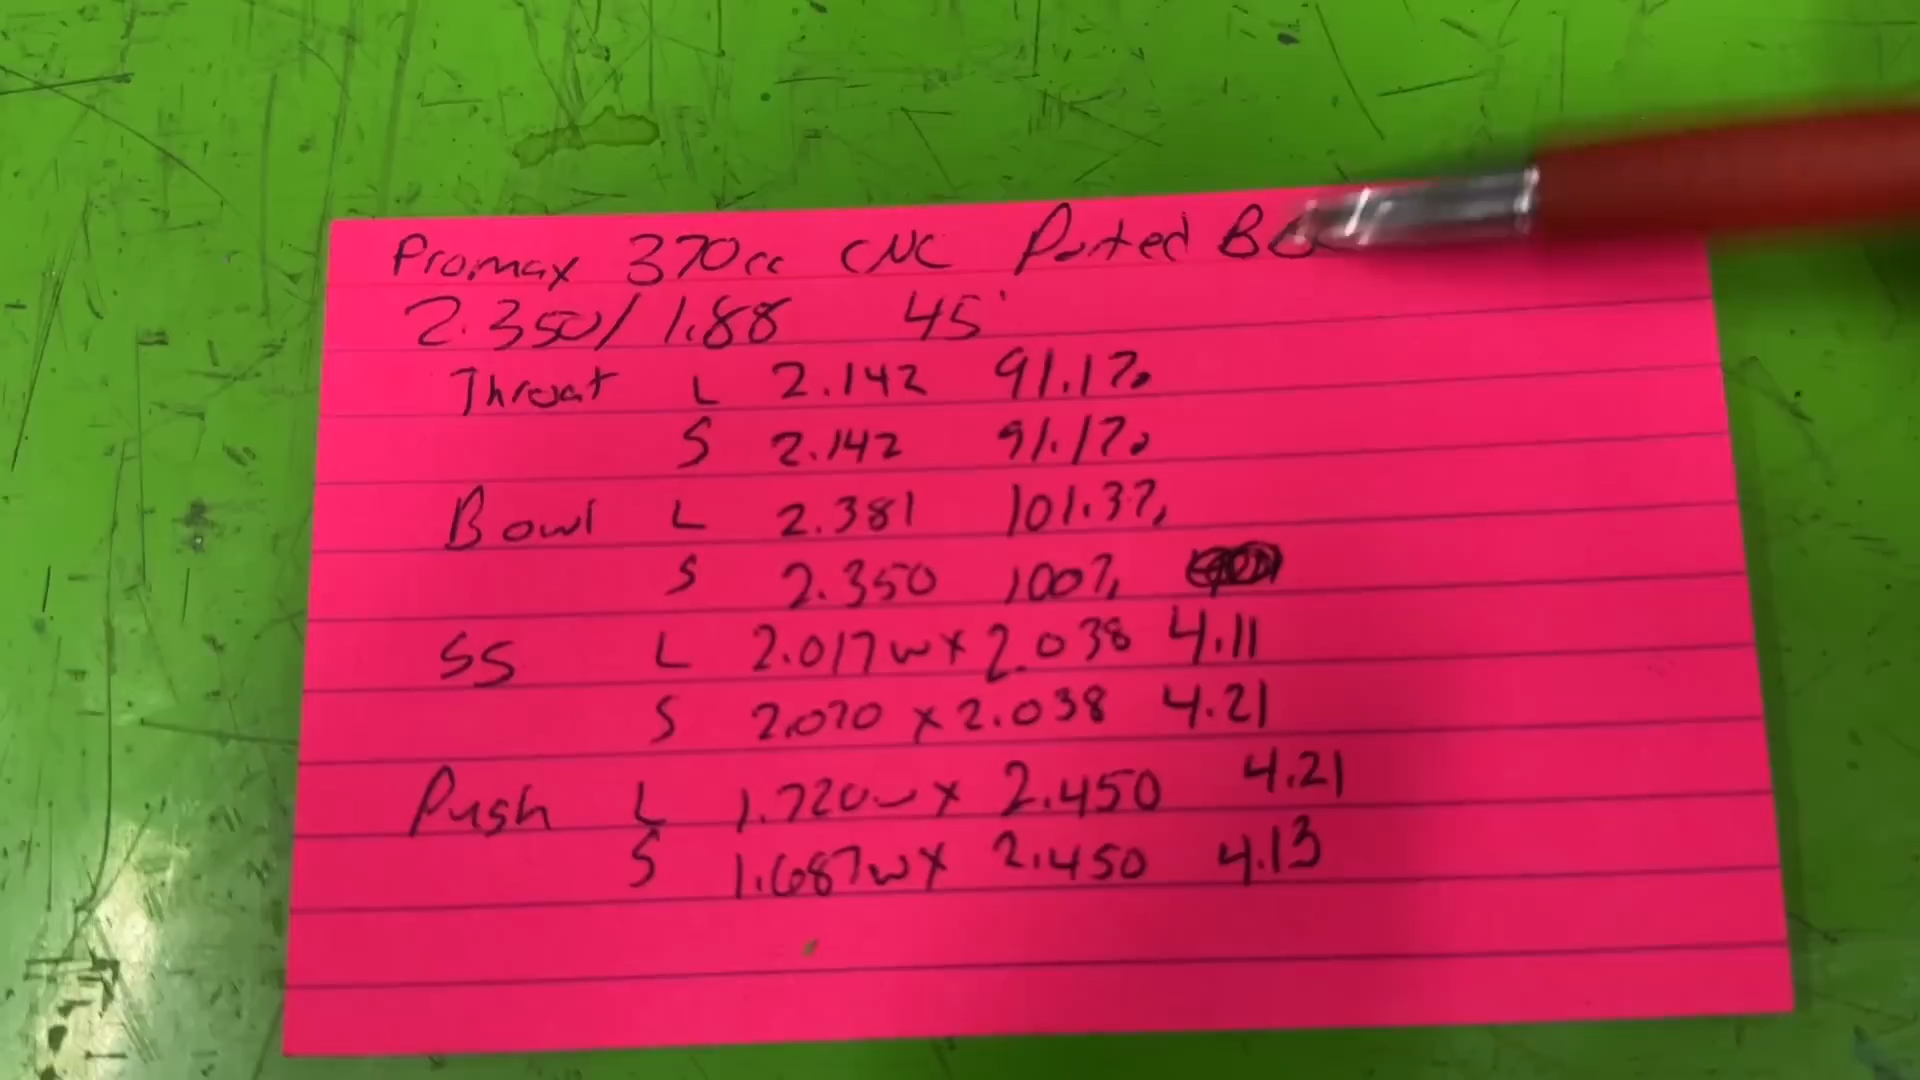 Promax 370cc CNC Ported
2.350/1.88 45°
Throat L 2.142 91.1%
S 2.142 91.1%
Bowl L 2.381 101.3%
S 2.350 100%
SS L 2.017w x 2.038 4.11
S 2.070 x 2.038 4.21
Push L 1.720w x 2.450 4.21
S 1.687w x 2.450 4.13